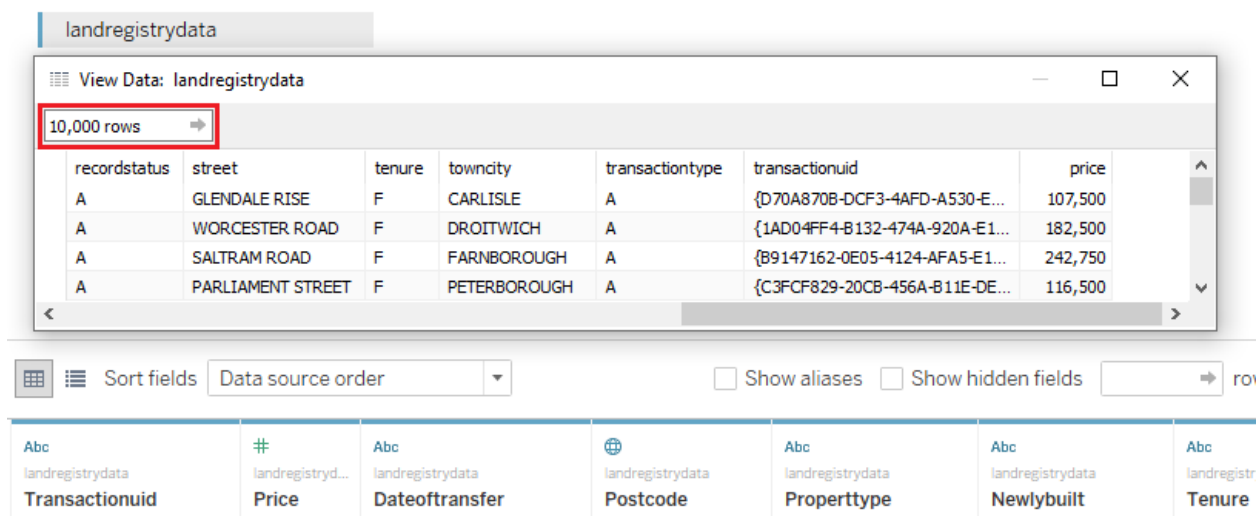 landregistrydata
View Data: landregistrydata
10,000 rows
recordstatus street tenure towncity transactiontype transactionuid price
A GLENDALE RISE F CARLISLE A {D70A870B-DCF3-4AFD-A530-E... 107,500
A WORCESTER ROAD F DROITWICH A {1AD04FF4-B132-474A-920A-E1... 182,500
A SALTRAM ROAD F FARNBOROUGH A {B9147162-0E05-4124-AFA5-E1... 242,750
A PARLIAMENT STREET F PETERBOROUGH A {C3FCF829-20CB-456A-B11E-DE... 116,500
Sort fields Data source order Show aliases Show hidden fields
Abc # Abc Abc Abc Abc
landregistrydata landregistryd... landregistrydata landregistrydata landregistrydata landregistrydata landregistr
Transactionuid Price Dateoftransfer Postcode Properttype Newlybuilt Tenure